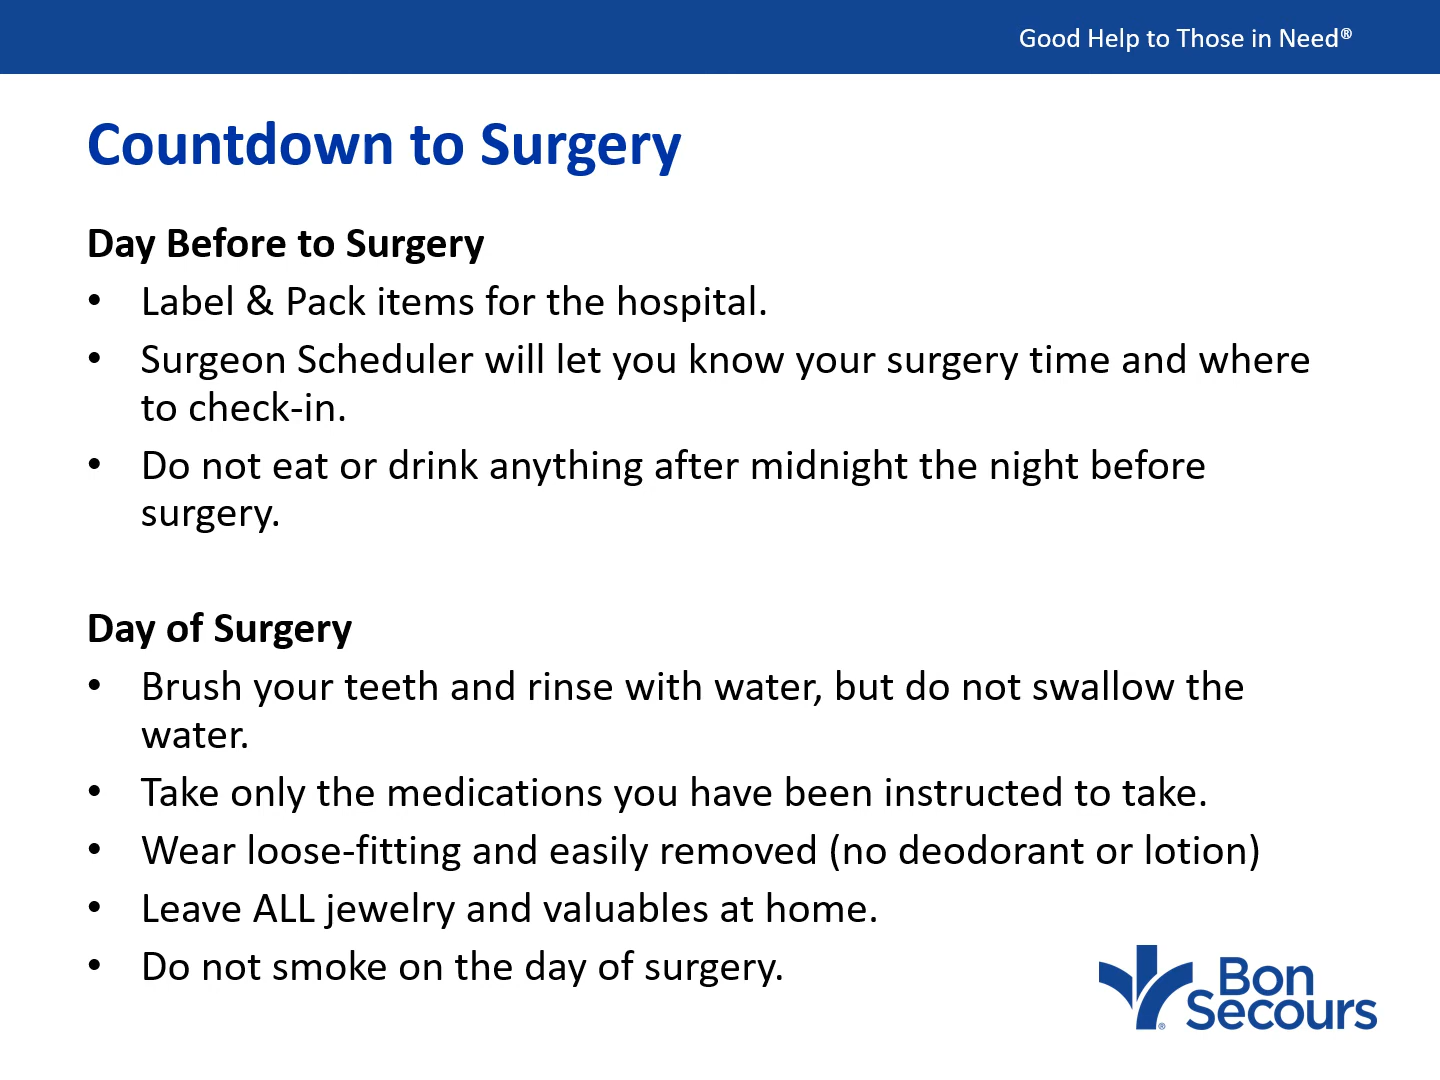 Good Help to Those in Need®
Countdown to Surgery
Day Before to Surgery
• Label & Pack items for the hospital.
• Surgeon Scheduler will let you know your surgery time and where
to check-in.
• Do not eat or drink anything after midnight the night before
surgery.
Day of Surgery
• Brush your teeth and rinse with water, but do not swallow the
water.
• Take only the medications you have been instructed to take.
• Wear loose-fitting and easily removed (no deodorant or lotion)
• Leave ALL jewelry and valuables at home.
• Do not smoke on the day of surgery.
Bon
Secours
®